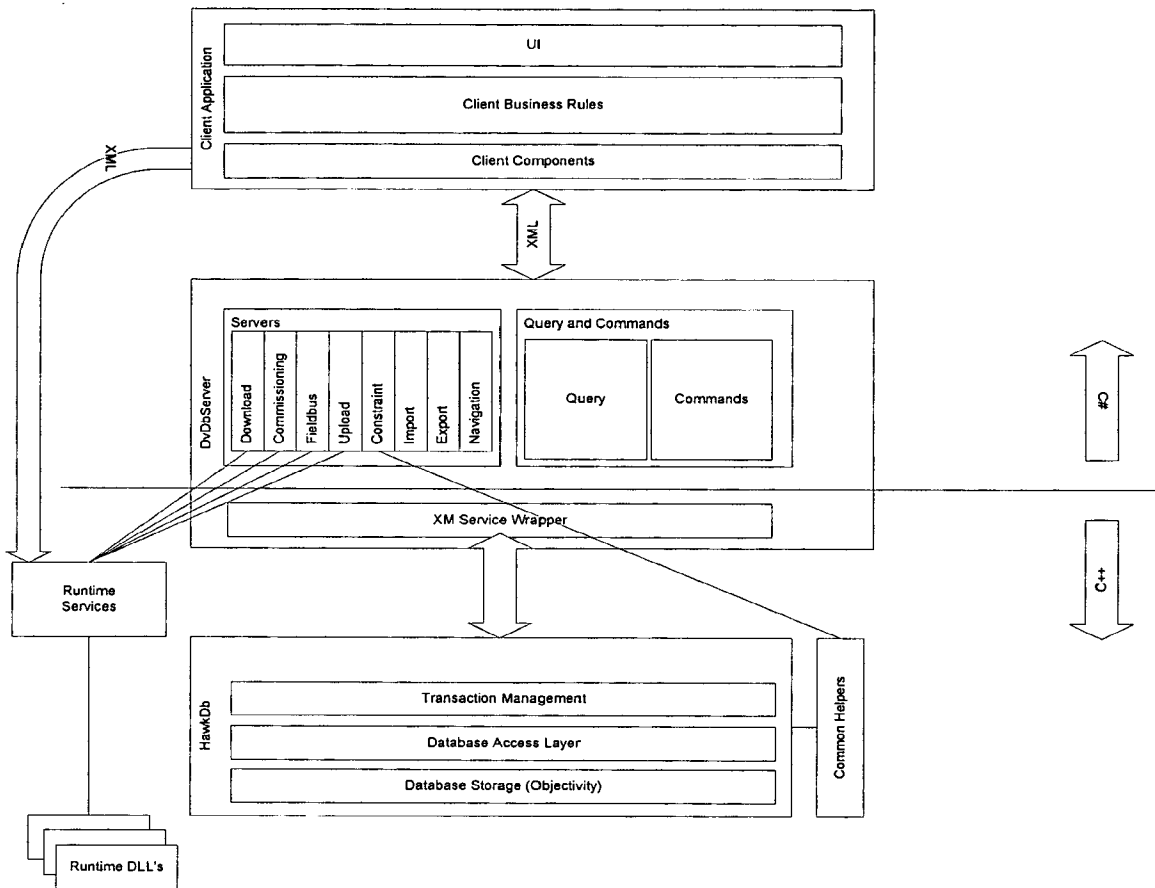 Client Application
UI
Client Business Rules
Client Components
XML
XML
DvDbServer
Servers
Download
Commissioning
Fieldbus
Upload
Constraint
Import
Export
Navigation
Query and Commands
Query
Commands
C#
XM Service Wrapper
C++
Runtime
Services
HawkDb
Transaction Management
Database Access Layer
Database Storage (Objectivity)
Common Helpers
Runtime DLL's